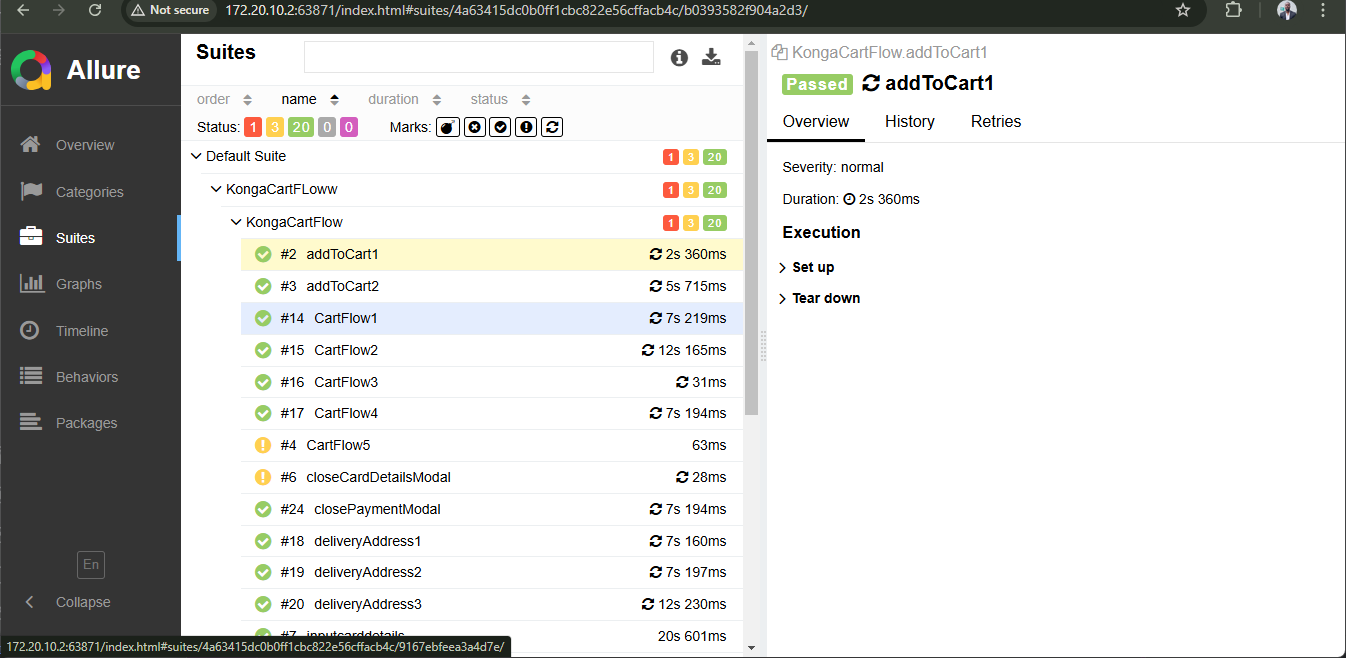 Not secure 172.20.10.2:63871/index.html#suites/4a63415dc0b0ff1cbc822e56cffacb4c/b0393582f904a2d3/
Allure
Overview
Categories
Suites
Graphs
Timeline
Behaviors
Packages
En
Collapse
Suites
order name duration status
Status: 1 3 20 0 0 Marks:
Default Suite 1 3 20
KongaCartFLoww 1 3 20
KongaCartFlow 1 3 20
#2 addToCart1 2s 360ms
#3 addToCart2 5s 715ms
#14 CartFlow1 7s 219ms
#15 CartFlow2 12s 165ms
#16 CartFlow3 31ms
#17 CartFlow4 7s 194ms
#4 CartFlow5 63ms
#6 closeCardDetailsModal 28ms
#24 closePaymentModal 7s 194ms
#18 deliveryAddress1 7s 160ms
#19 deliveryAddress2 7s 197ms
#20 deliveryAddress3 12s 230ms
#7 inputcarddetails 20s 601ms
172.20.10.2:63871/index.html#suites/4a63415dc0b0ff1cbc822e56cffacb4c/9167ebfeea3a4d7e/
KongaCartFlow.addToCart1
Passed addToCart1
Overview History Retries
Severity: normal
Duration: 2s 360ms
Execution
Set up
Tear down